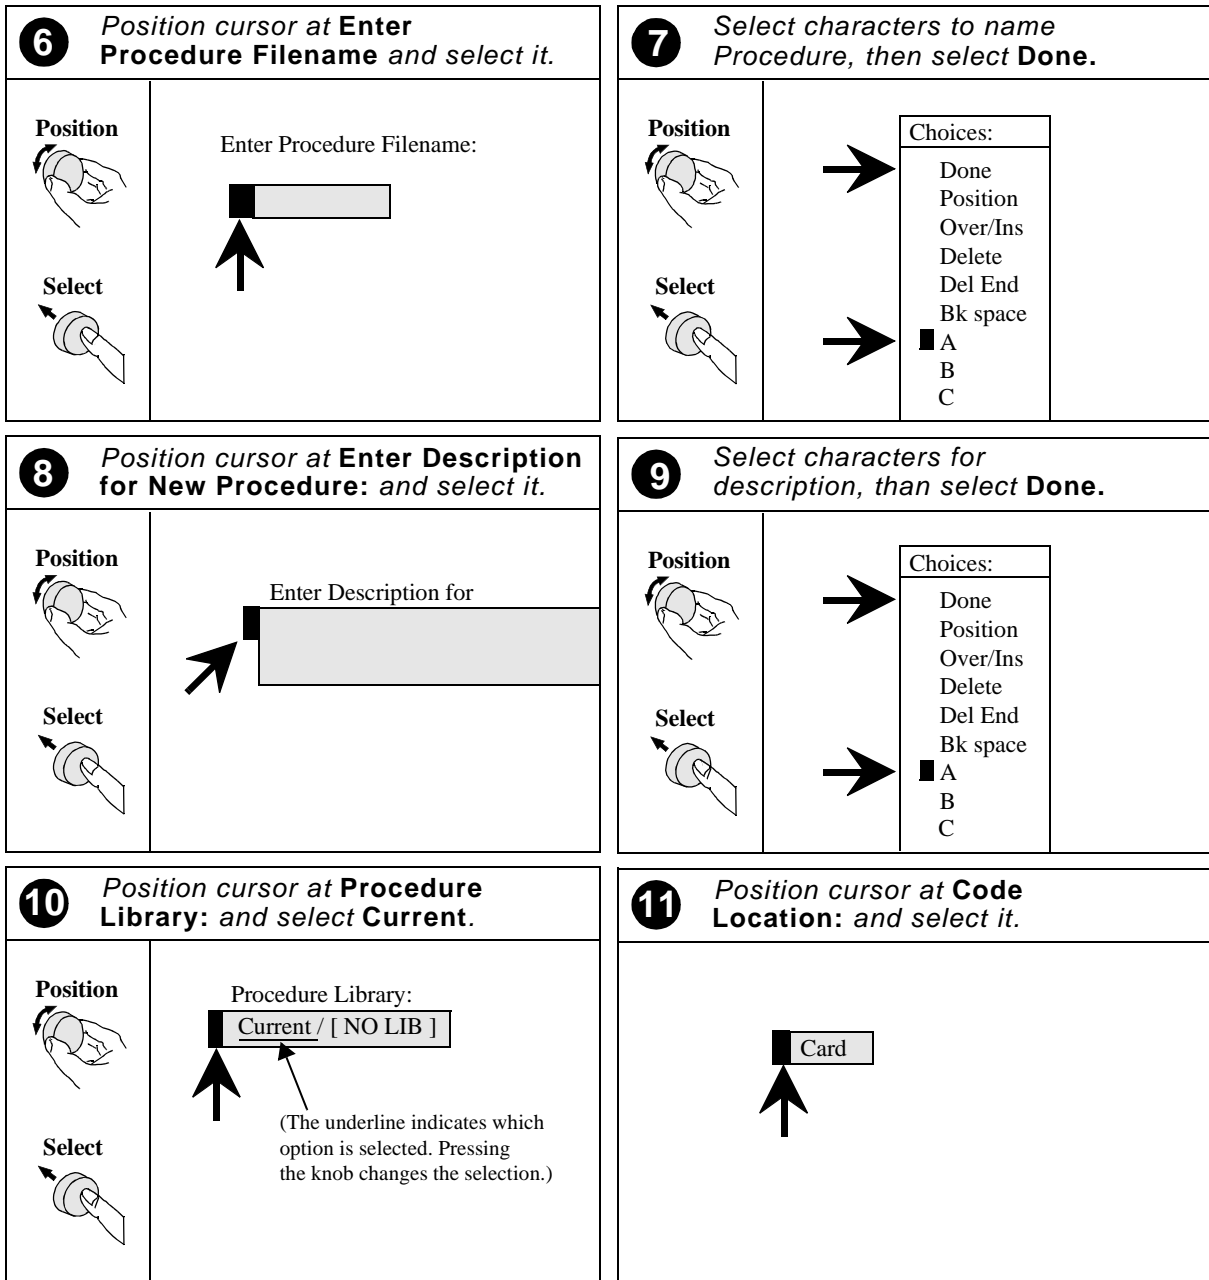 6
Position cursor at Enter
Procedure Filename and select it.
Position
Select
Enter Procedure Filename:
7
Select characters to name
Procedure, then select Done.
Position
Select
Choices:
Done
Position
Over/Ins
Delete
Del End
Bk space
A
B
C
8
Position cursor at Enter Description
for New Procedure: and select it.
Position
Select
Enter Description for
9
Select characters for
description, than select Done.
Position
Select
Choices:
Done
Position
Over/Ins
Delete
Del End
Bk space
A
B
C
10
Position cursor at Procedure
Library: and select Current.
Position
Select
Procedure Library:
Current / [ NO LIB ]
(The underline indicates which
option is selected. Pressing
the knob changes the selection.)
11
Position cursor at Code
Location: and select it.
Card